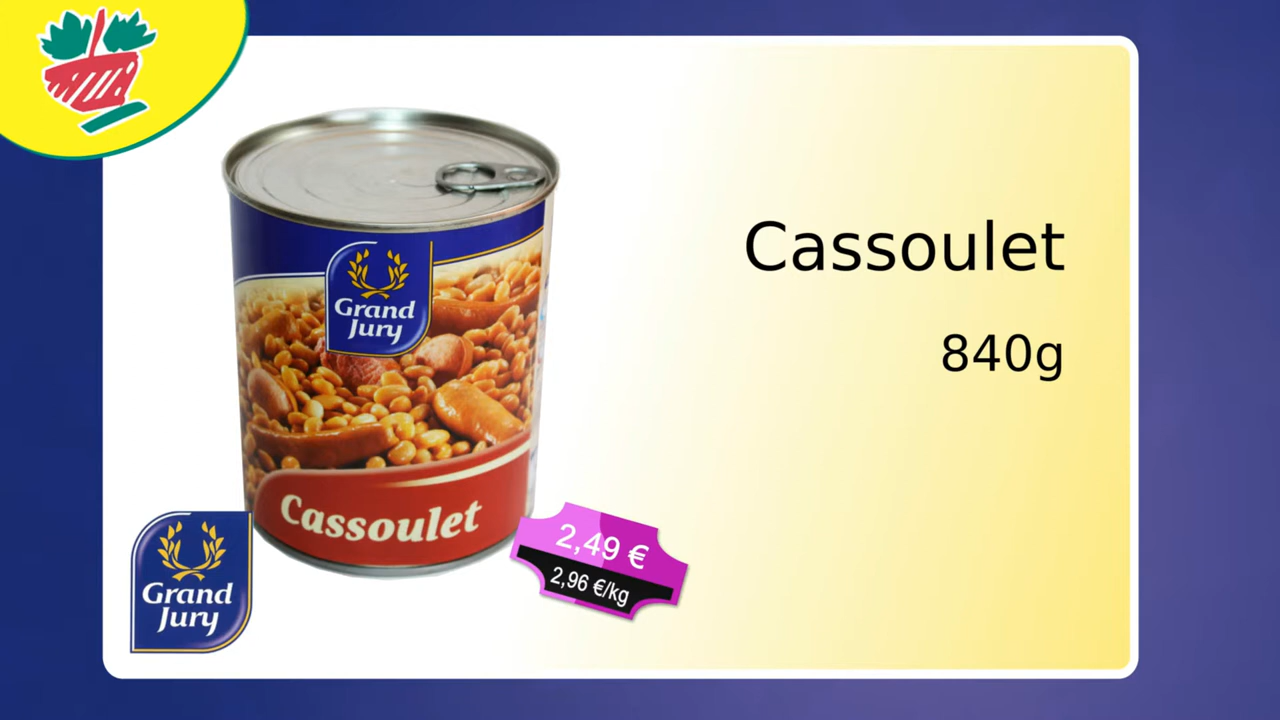 Cassoulet
840g
Grand
Jury
Cassoulet
2,49 €
2,96 €/kg
Grand
Jury